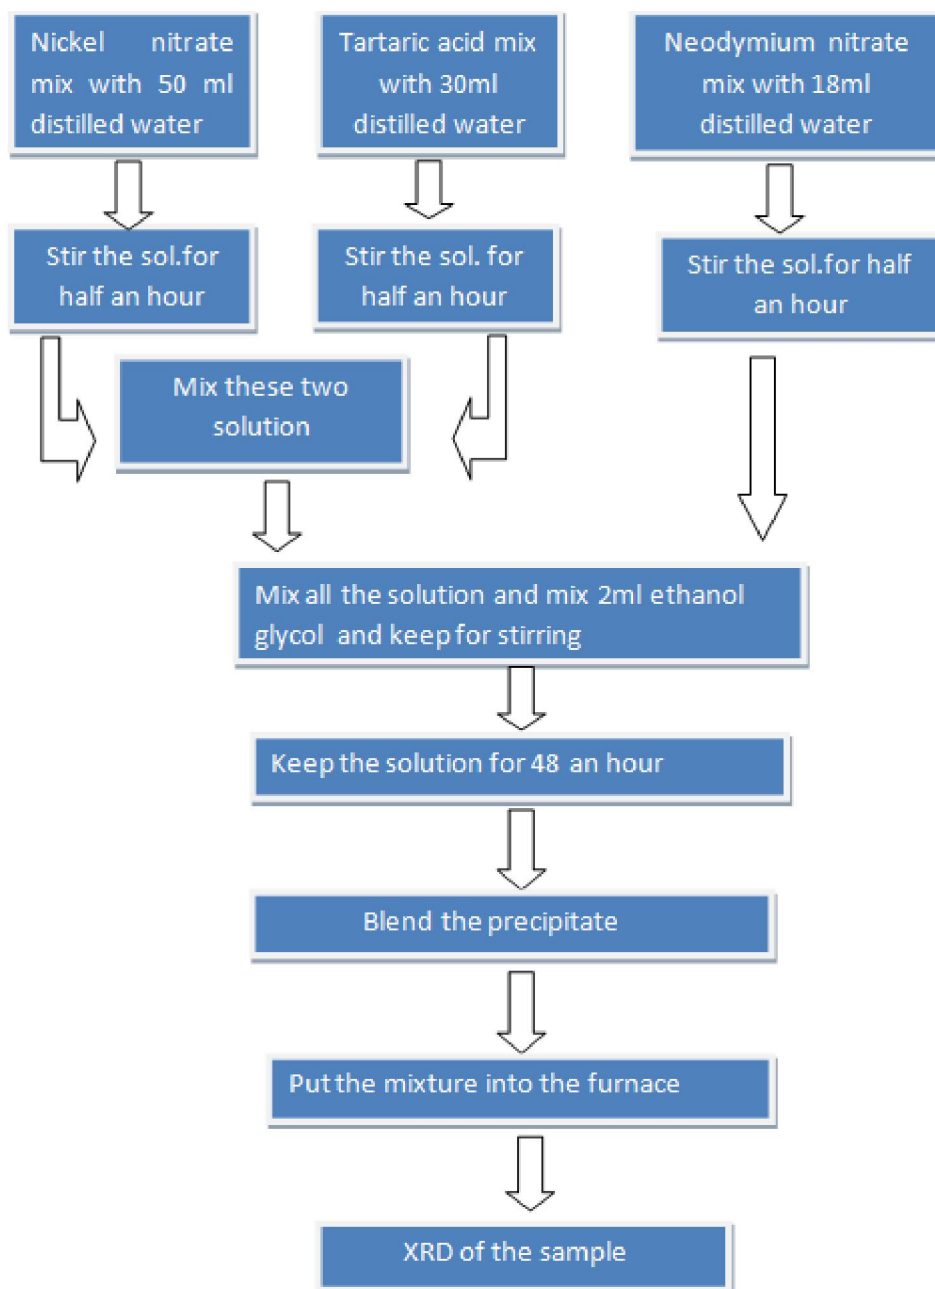 Nickel nitrate
mix with 50 ml
distilled water
Tartaric acid mix
with 30ml
distilled water
Neodymium nitrate
mix with 18ml
distilled water
Stir the sol.for
half an hour
Stir the sol. for
half an hour
Stir the sol.for half
an hour
Mix these two
solution
Mix all the solution and mix 2ml ethanol
glycol and keep for stirring
Keep the solution for 48 an hour
Blend the precipitate
Put the mixture into the furnace
XRD of the sample